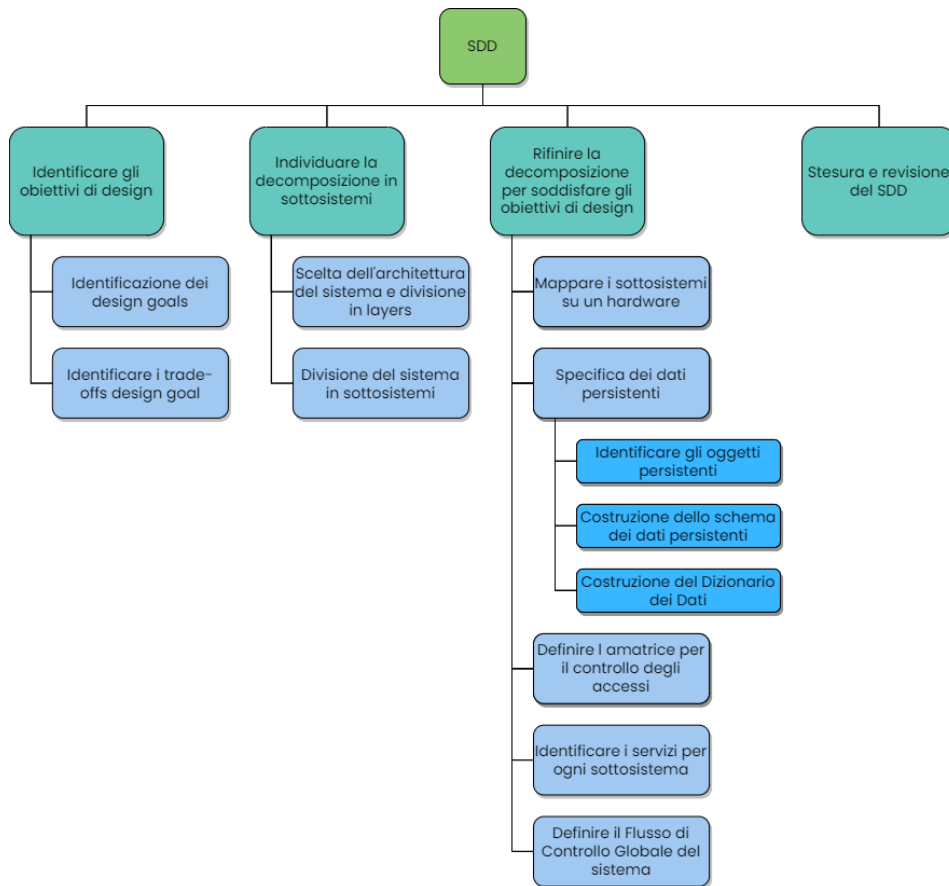 SDD
Identificare gli
obiettivi di design
Individuare la
decomposizione in
sottosistemi
Rifinire la
decomposizione
per soddisfare gli
obiettivi di design
Stesura e revisione
del SDD
Identificazione dei
design goals
Identificare i trade-
offs design goal
Scelta dell'architettura
del sistema e divisione
in layers
Divisione del sistema
in sottosistemi
Mappare i sottosistemi
su un hardware
Specifica dei dati
persistenti
Identificare gli oggetti
persistenti
Costruzione dello schema
dei dati persistenti
Costruzione del Dizionario
dei Dati
Definire l amatrice per
il controllo degli
accessi
Identificare i servizi per
ogni sottosistema
Definire il Flusso di
Controllo Globale del
sistema